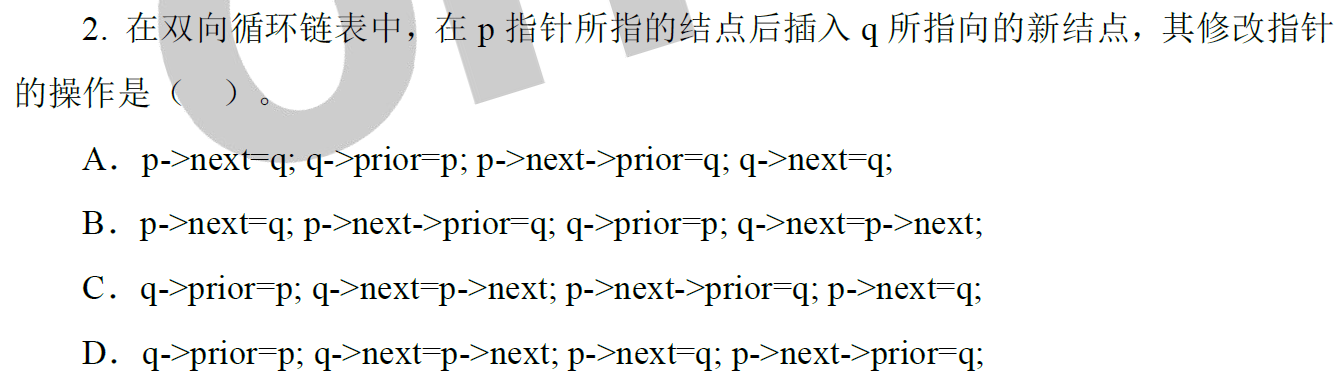 2. 在双向循环链表中，在 p 指针所指的结点后插入 q 所指向的新结点，其修改指针
的操作是（ ）。
A．p->next=q; q->prior=p; p->next->prior=q; q->next=q;
B．p->next=q; p->next->prior=q; q->prior=p; q->next=p->next;
C．q->prior=p; q->next=p->next; p->next->prior=q; p->next=q;
D．q->prior=p; q->next=p->next; p->next=q; p->next->prior=q;